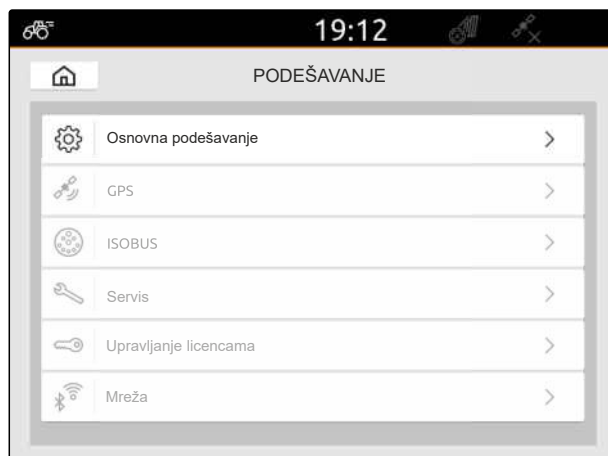 19:12
PODEŠAVANJE
Osnovna podešavanje
GPS
ISOBUS
Servis
Upravljanje licencama
Mreža